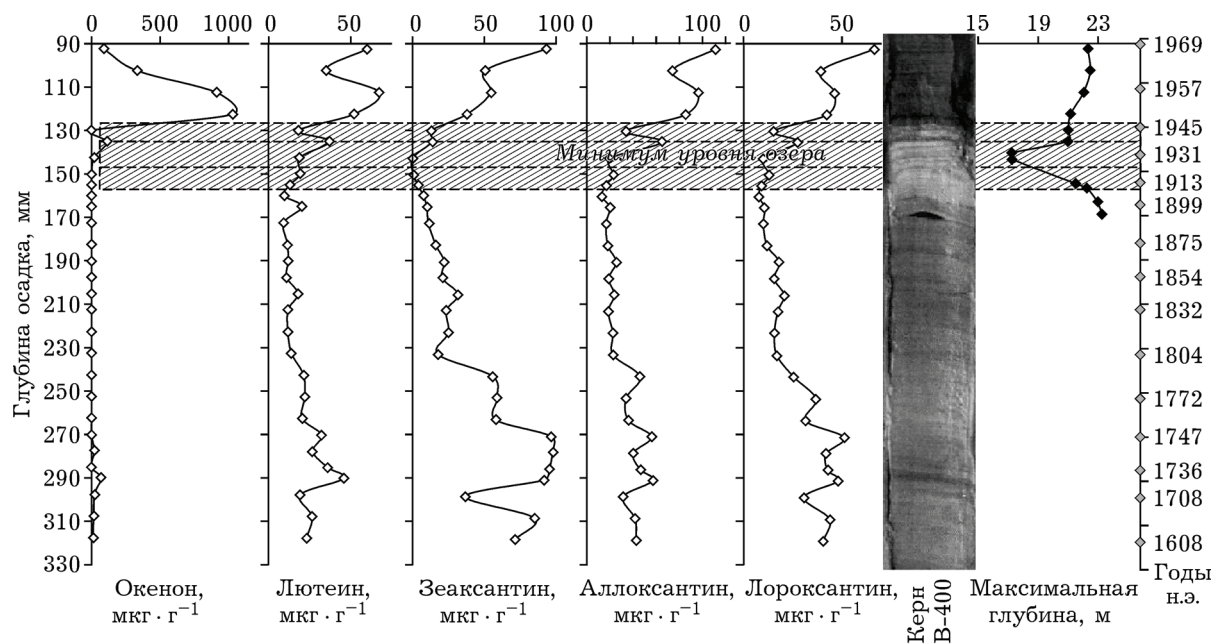 0 500 1000 0 50 0 50 100 0 100 0 50 15 19 23
90
110
130
150
170
190
210
230
250
270
290
310
330
Глубина осадка, мм
Минимум уровня озера
1969
1957
1945
1931
1913
1899
1875
1854
1832
1804
1772
1747
1736
1708
1608
Годы
н.э.
Окенон,
мкг · г⁻¹
Лютеин,
мкг · г⁻¹
Зеаксантин,
мкг · г⁻¹
Аллоксантин,
мкг · г⁻¹
Лороксантин,
мкг · г⁻¹
Керн
В-400
Максимальная
глубина, м